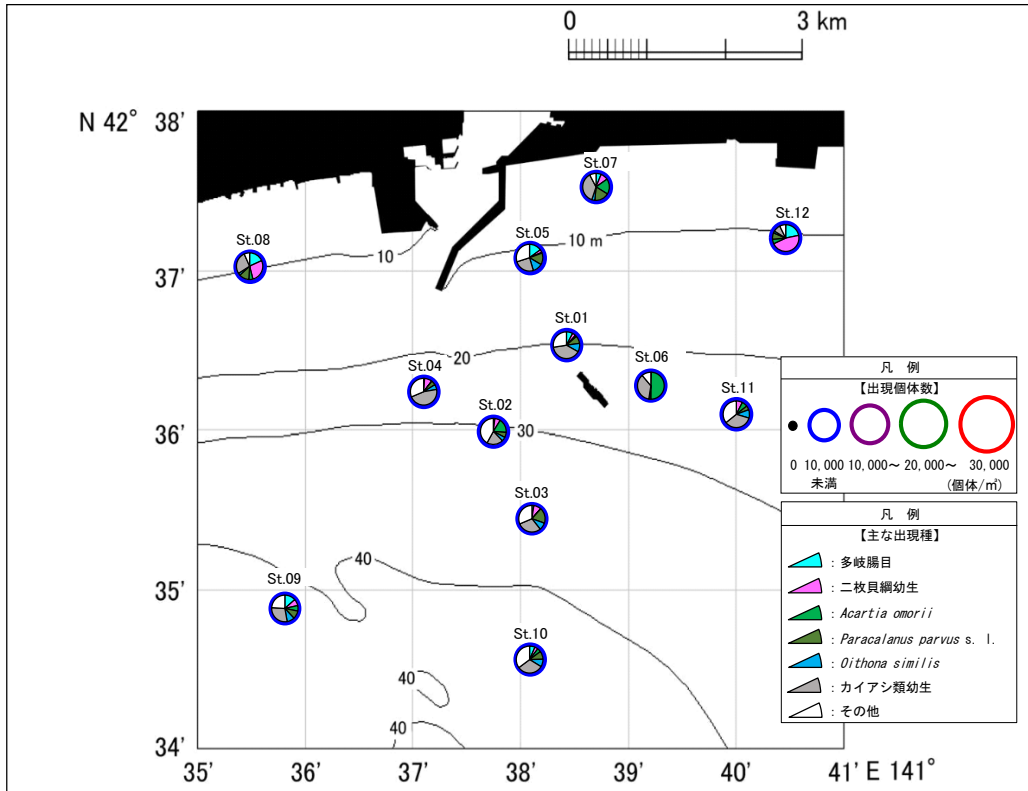 0 3 km
N 42° 38'
St.07
St.12
St.08
St.05
10 m
10
37'
St.01
20
St.04
St.06
St.11
St.02
36'
30
St.03
40
35'
St.09
St.10
40
40
34'
35' 36' 37' 38' 39' 40' 41' E 141°
凡 例
【出現個体数】
0 10,000 10,000～ 20,000～ 30,000
未満 (個体/㎡)
凡 例
【主な出現種】
: 多岐腸目
: 二枚貝綱幼生
: Acartia omorii
: Paracalanus parvus s. l.
: Oithona similis
: カイアシ類幼生
: その他